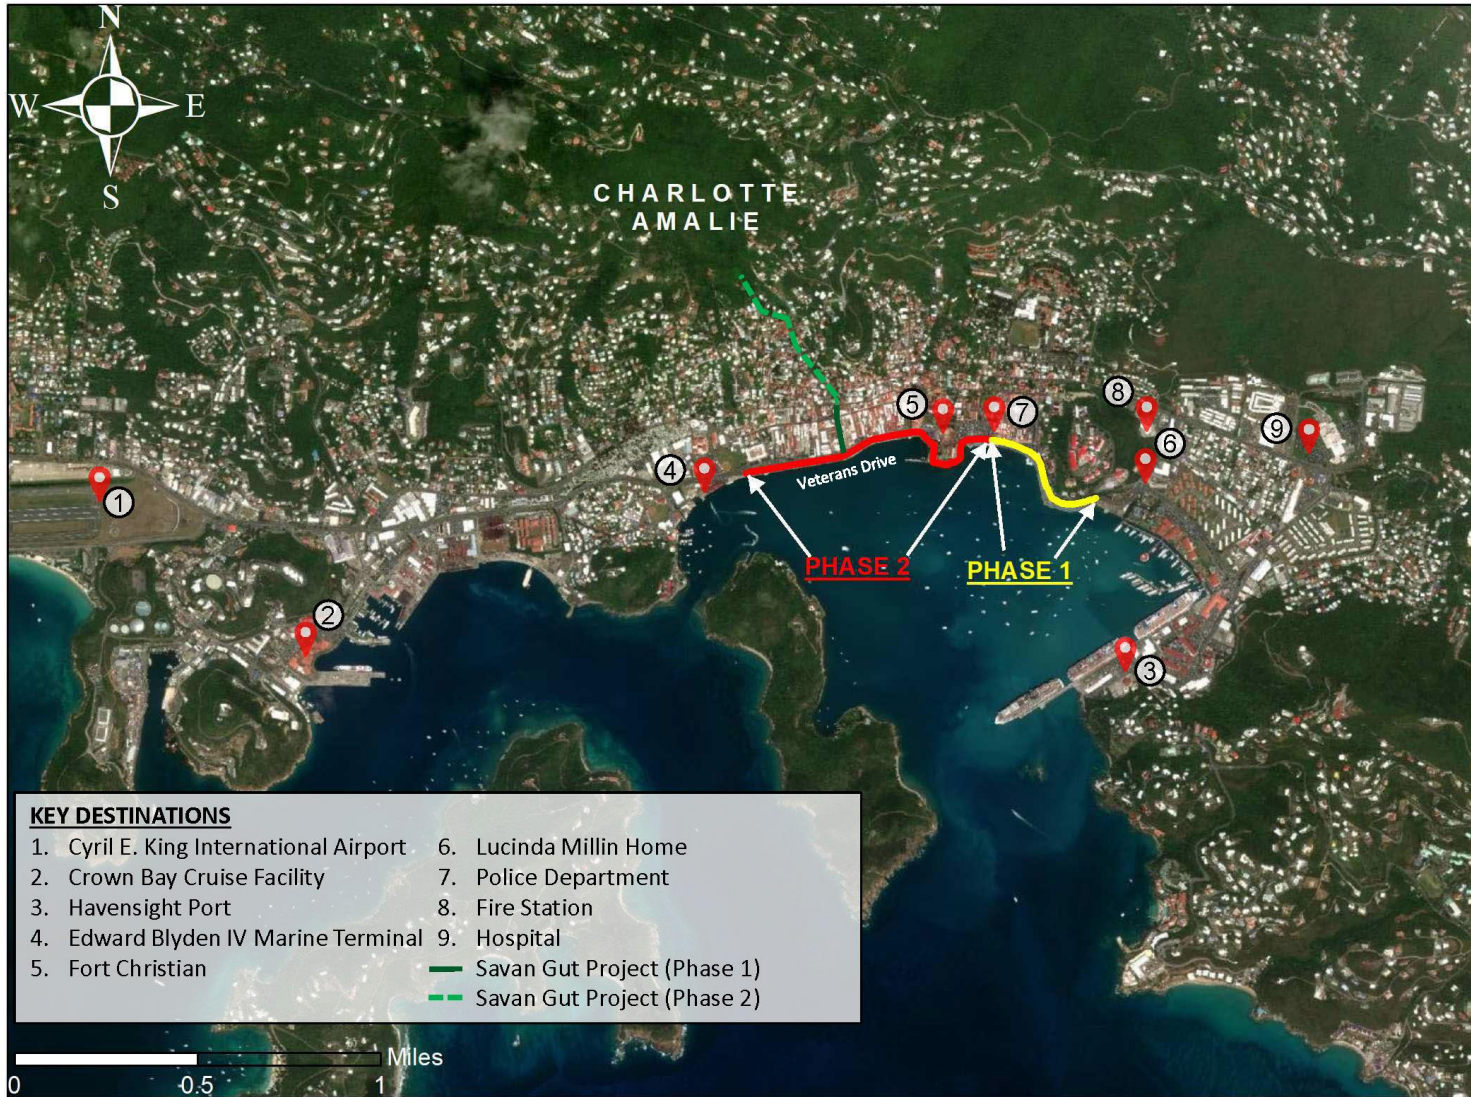 N
W E
S
CHARLOTTE
AMALIE
5
7
8
9
6
4
1
Veterans Drive
PHASE 2
PHASE 1
2
3
KEY DESTINATIONS
1. Cyril E. King International Airport
2. Crown Bay Cruise Facility
3. Havensight Port
4. Edward Blyden IV Marine Terminal
5. Fort Christian
6. Lucinda Millin Home
7. Police Department
8. Fire Station
9. Hospital
Savan Gut Project (Phase 1)
Savan Gut Project (Phase 2)
Miles
0 0.5 1